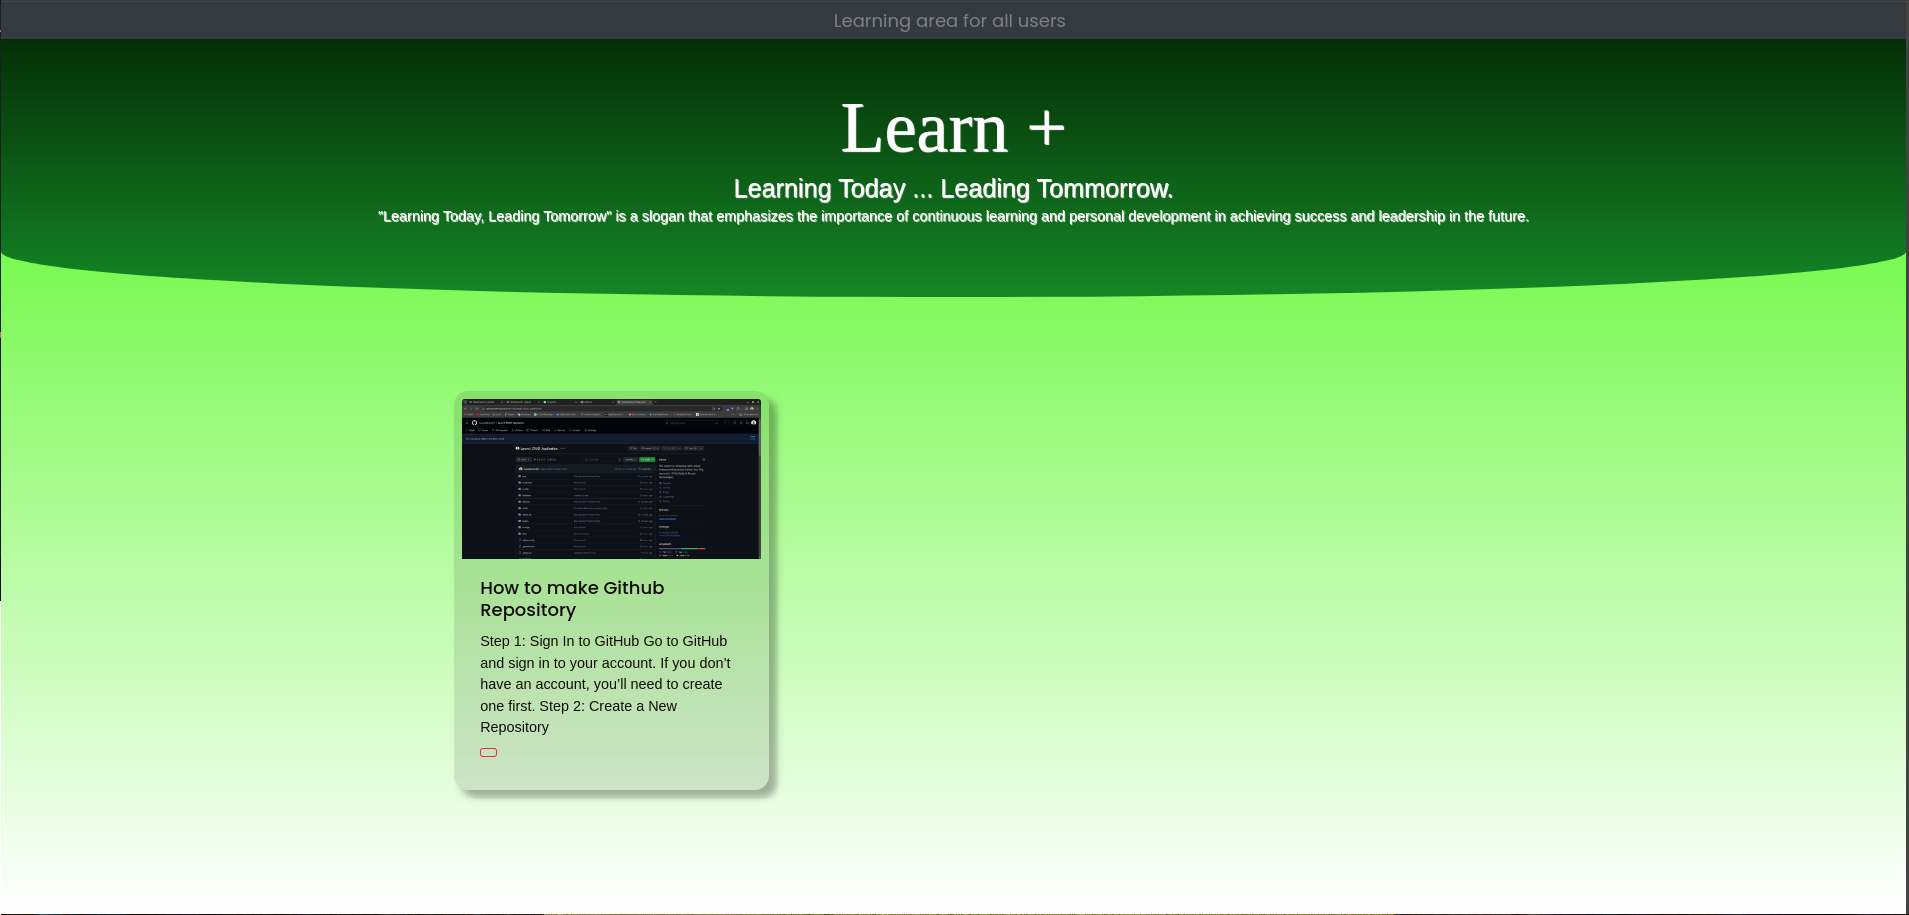 Learning area for all users
Learn +
Learning Today ... Leading Tommorrow.
"Learning Today, Leading Tomorrow" is a slogan that emphasizes the importance of continuous learning and personal development in achieving success and leadership in the future.
How to make Github
Repository
Step 1: Sign In to GitHub Go to GitHub
and sign in to your account. If you don’t
have an account, you’ll need to create
one first. Step 2: Create a New
Repository